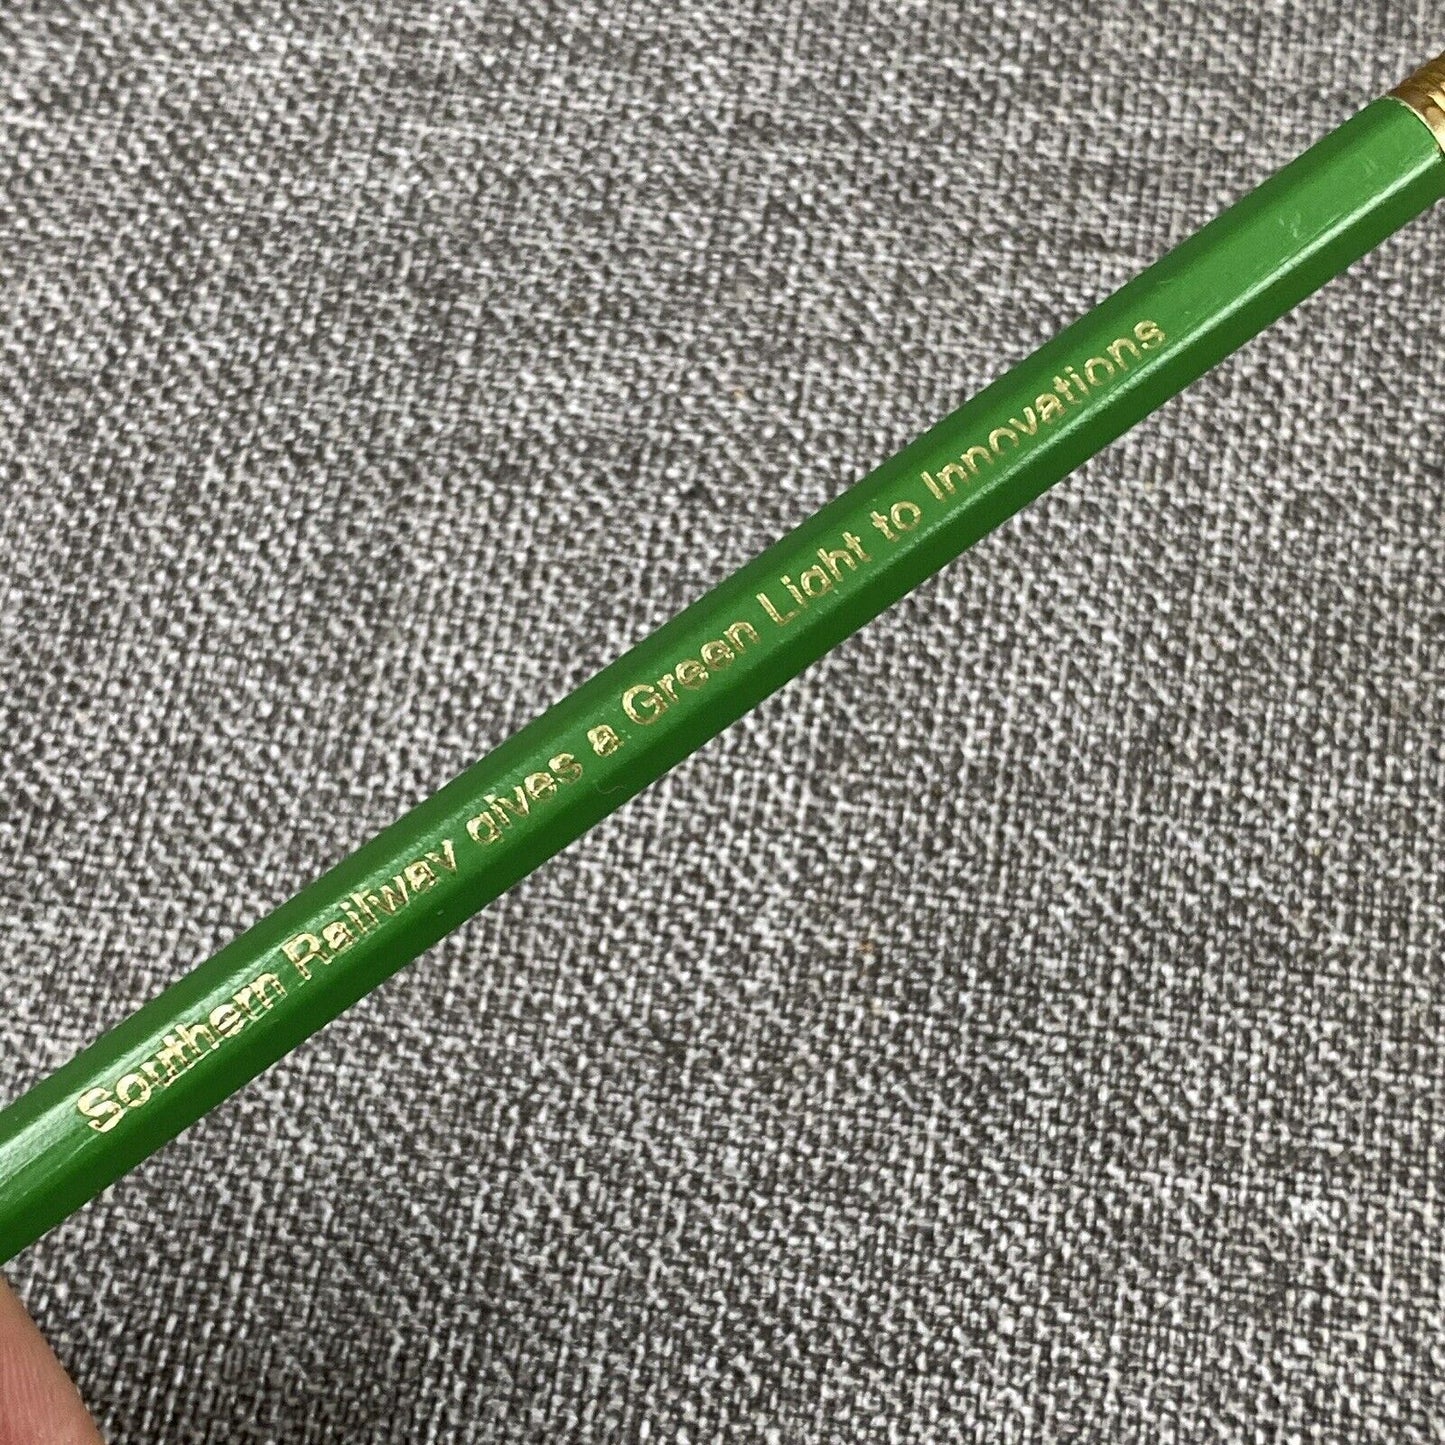 Southern Railway gives a Green Light to Innovations